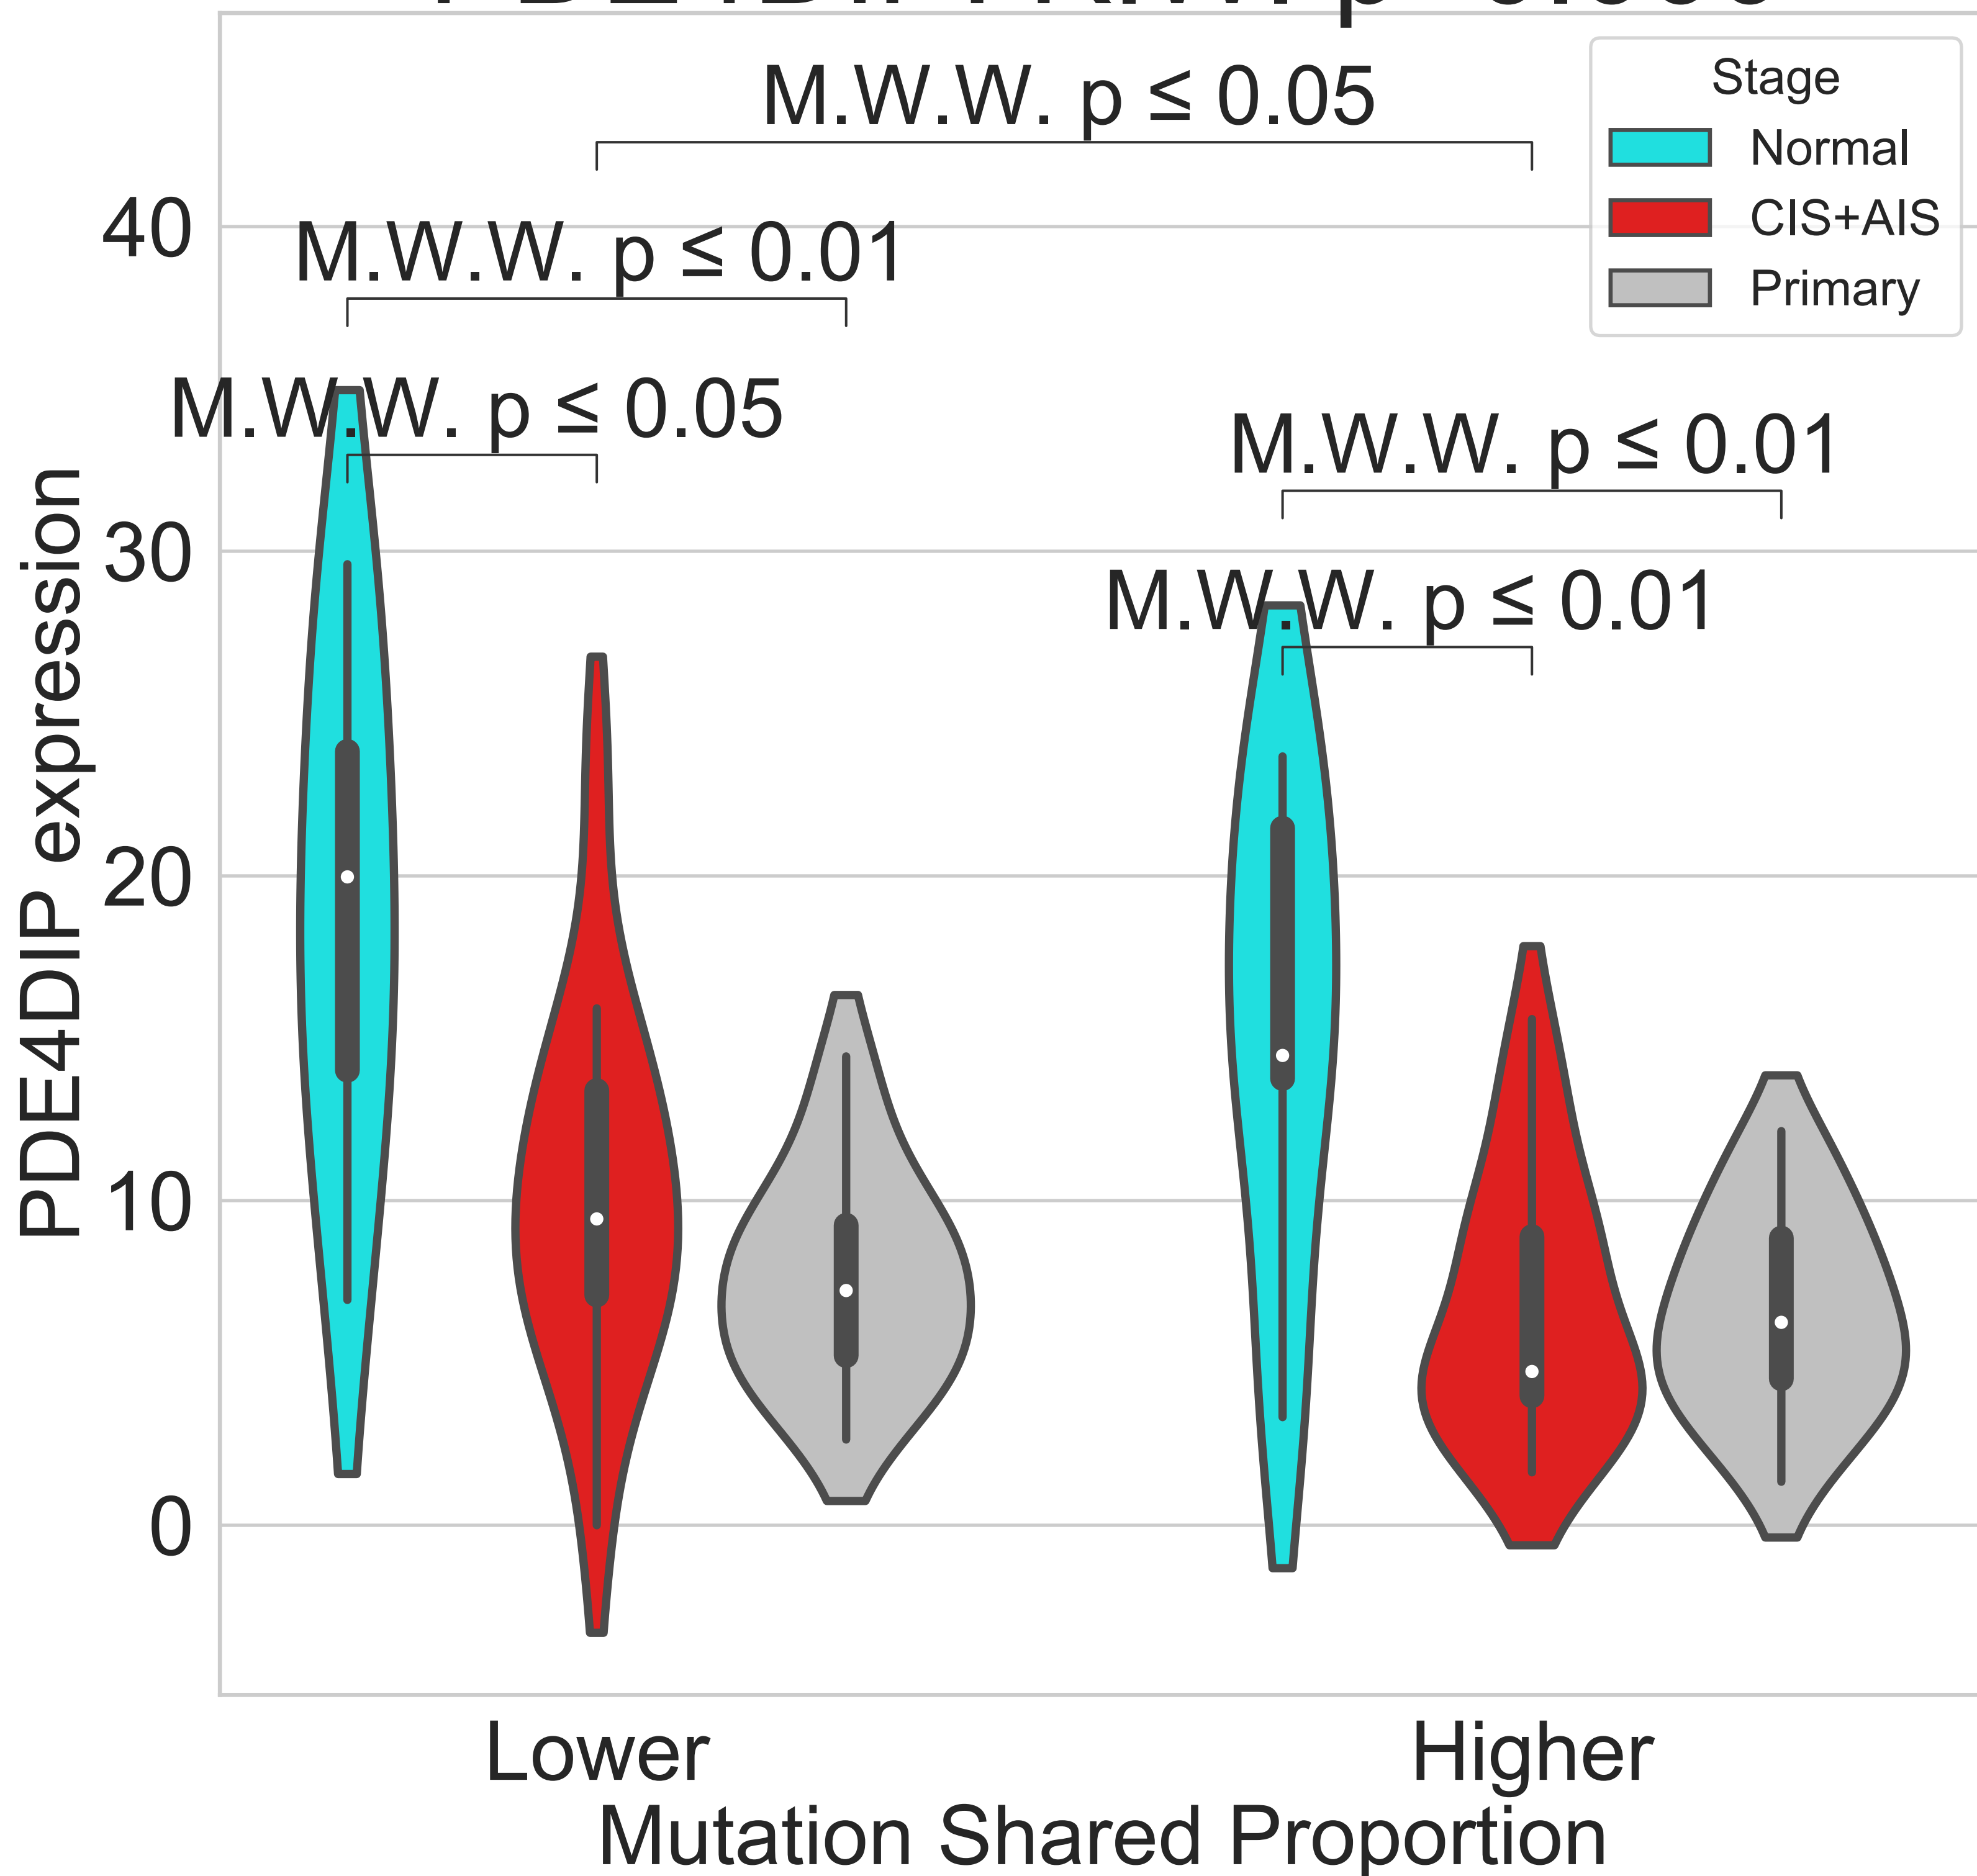 M.W.W. p ≤ 0.05
Stage
Normal
CIS+AIS
Primary
40
M.W.W. p ≤ 0.01
M.W.W. p ≤ 0.05
M.W.W. p ≤ 0.01
30
M.W.W. p ≤ 0.01
20
10
0
PDE4DIP expression
Lower
Higher
Mutation Shared Proportion